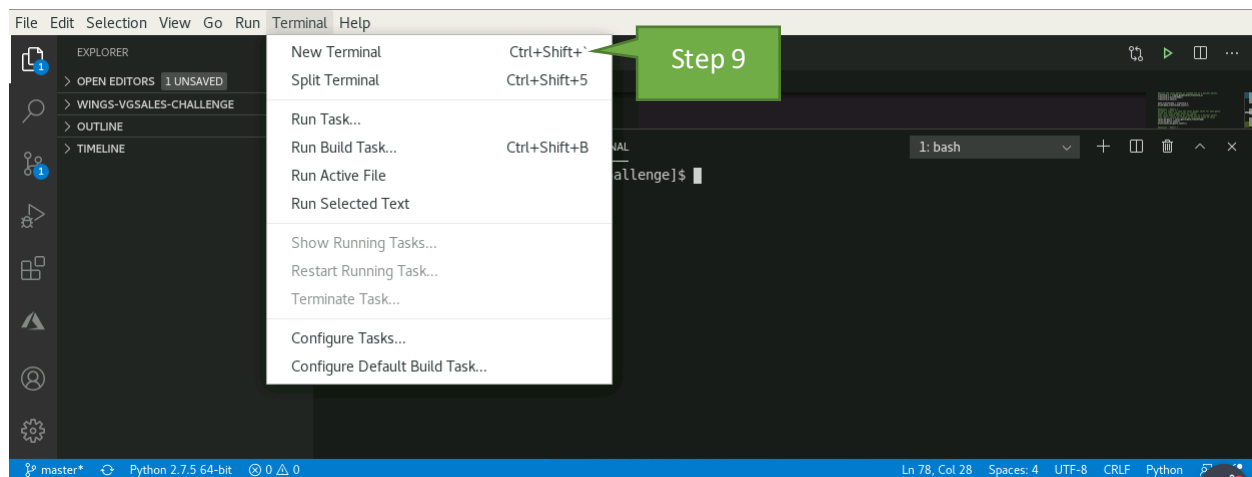 File Edit Selection View Go Run Terminal Help
EXPLORER
OPEN EDITORS 1 UNSAVED
WINGS-VGSALES-CHALLENGE
OUTLINE
TIMELINE
New Terminal Ctrl+Shift+`
Split Terminal Ctrl+Shift+5
Run Task...
Run Build Task... Ctrl+Shift+B
Run Active File
Run Selected Text
Show Running Tasks...
Restart Running Task...
Terminate Task...
Configure Tasks...
Configure Default Build Task...
Step 9
NAL 1: bash
allenge]$
1
1
master* Python 2.7.5 64-bit 0 0 Ln 78, Col 28 Spaces: 4 UTF-8 CRLF Python